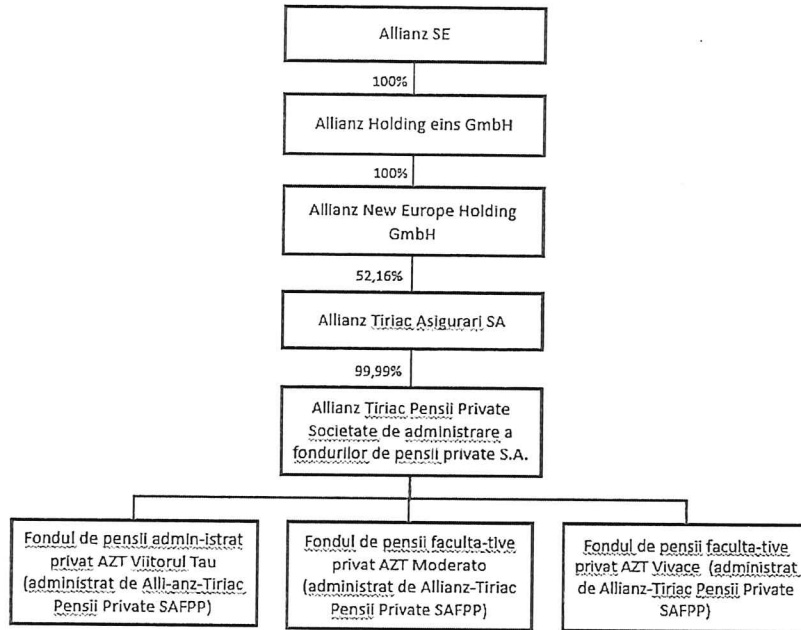 Allianz SE
100%
Allianz Holding eins GmbH
100%
Allianz New Europe Holding
GmbH
52,16%
Allianz Tiriac Asigurari SA
99,99%
Allianz Tiriac Pensii Private
Societate de administrare a
fondurilor de pensii private S.A.
Fondul de pensii admin-istrat
privat AZT Viitorul Tau
(administrat de Alli-anz-Tiriac
Pensii Private SAFPP)
Fondul de pensii faculta-tive
privat AZT Moderato
(administrat de Allianz-Tiriac
Pensii Private SAFPP)
Fondul de pensii faculta-tive
privat AZT Vivace (administrat
de Allianz-Tiriac Pensii Private
SAFPP)